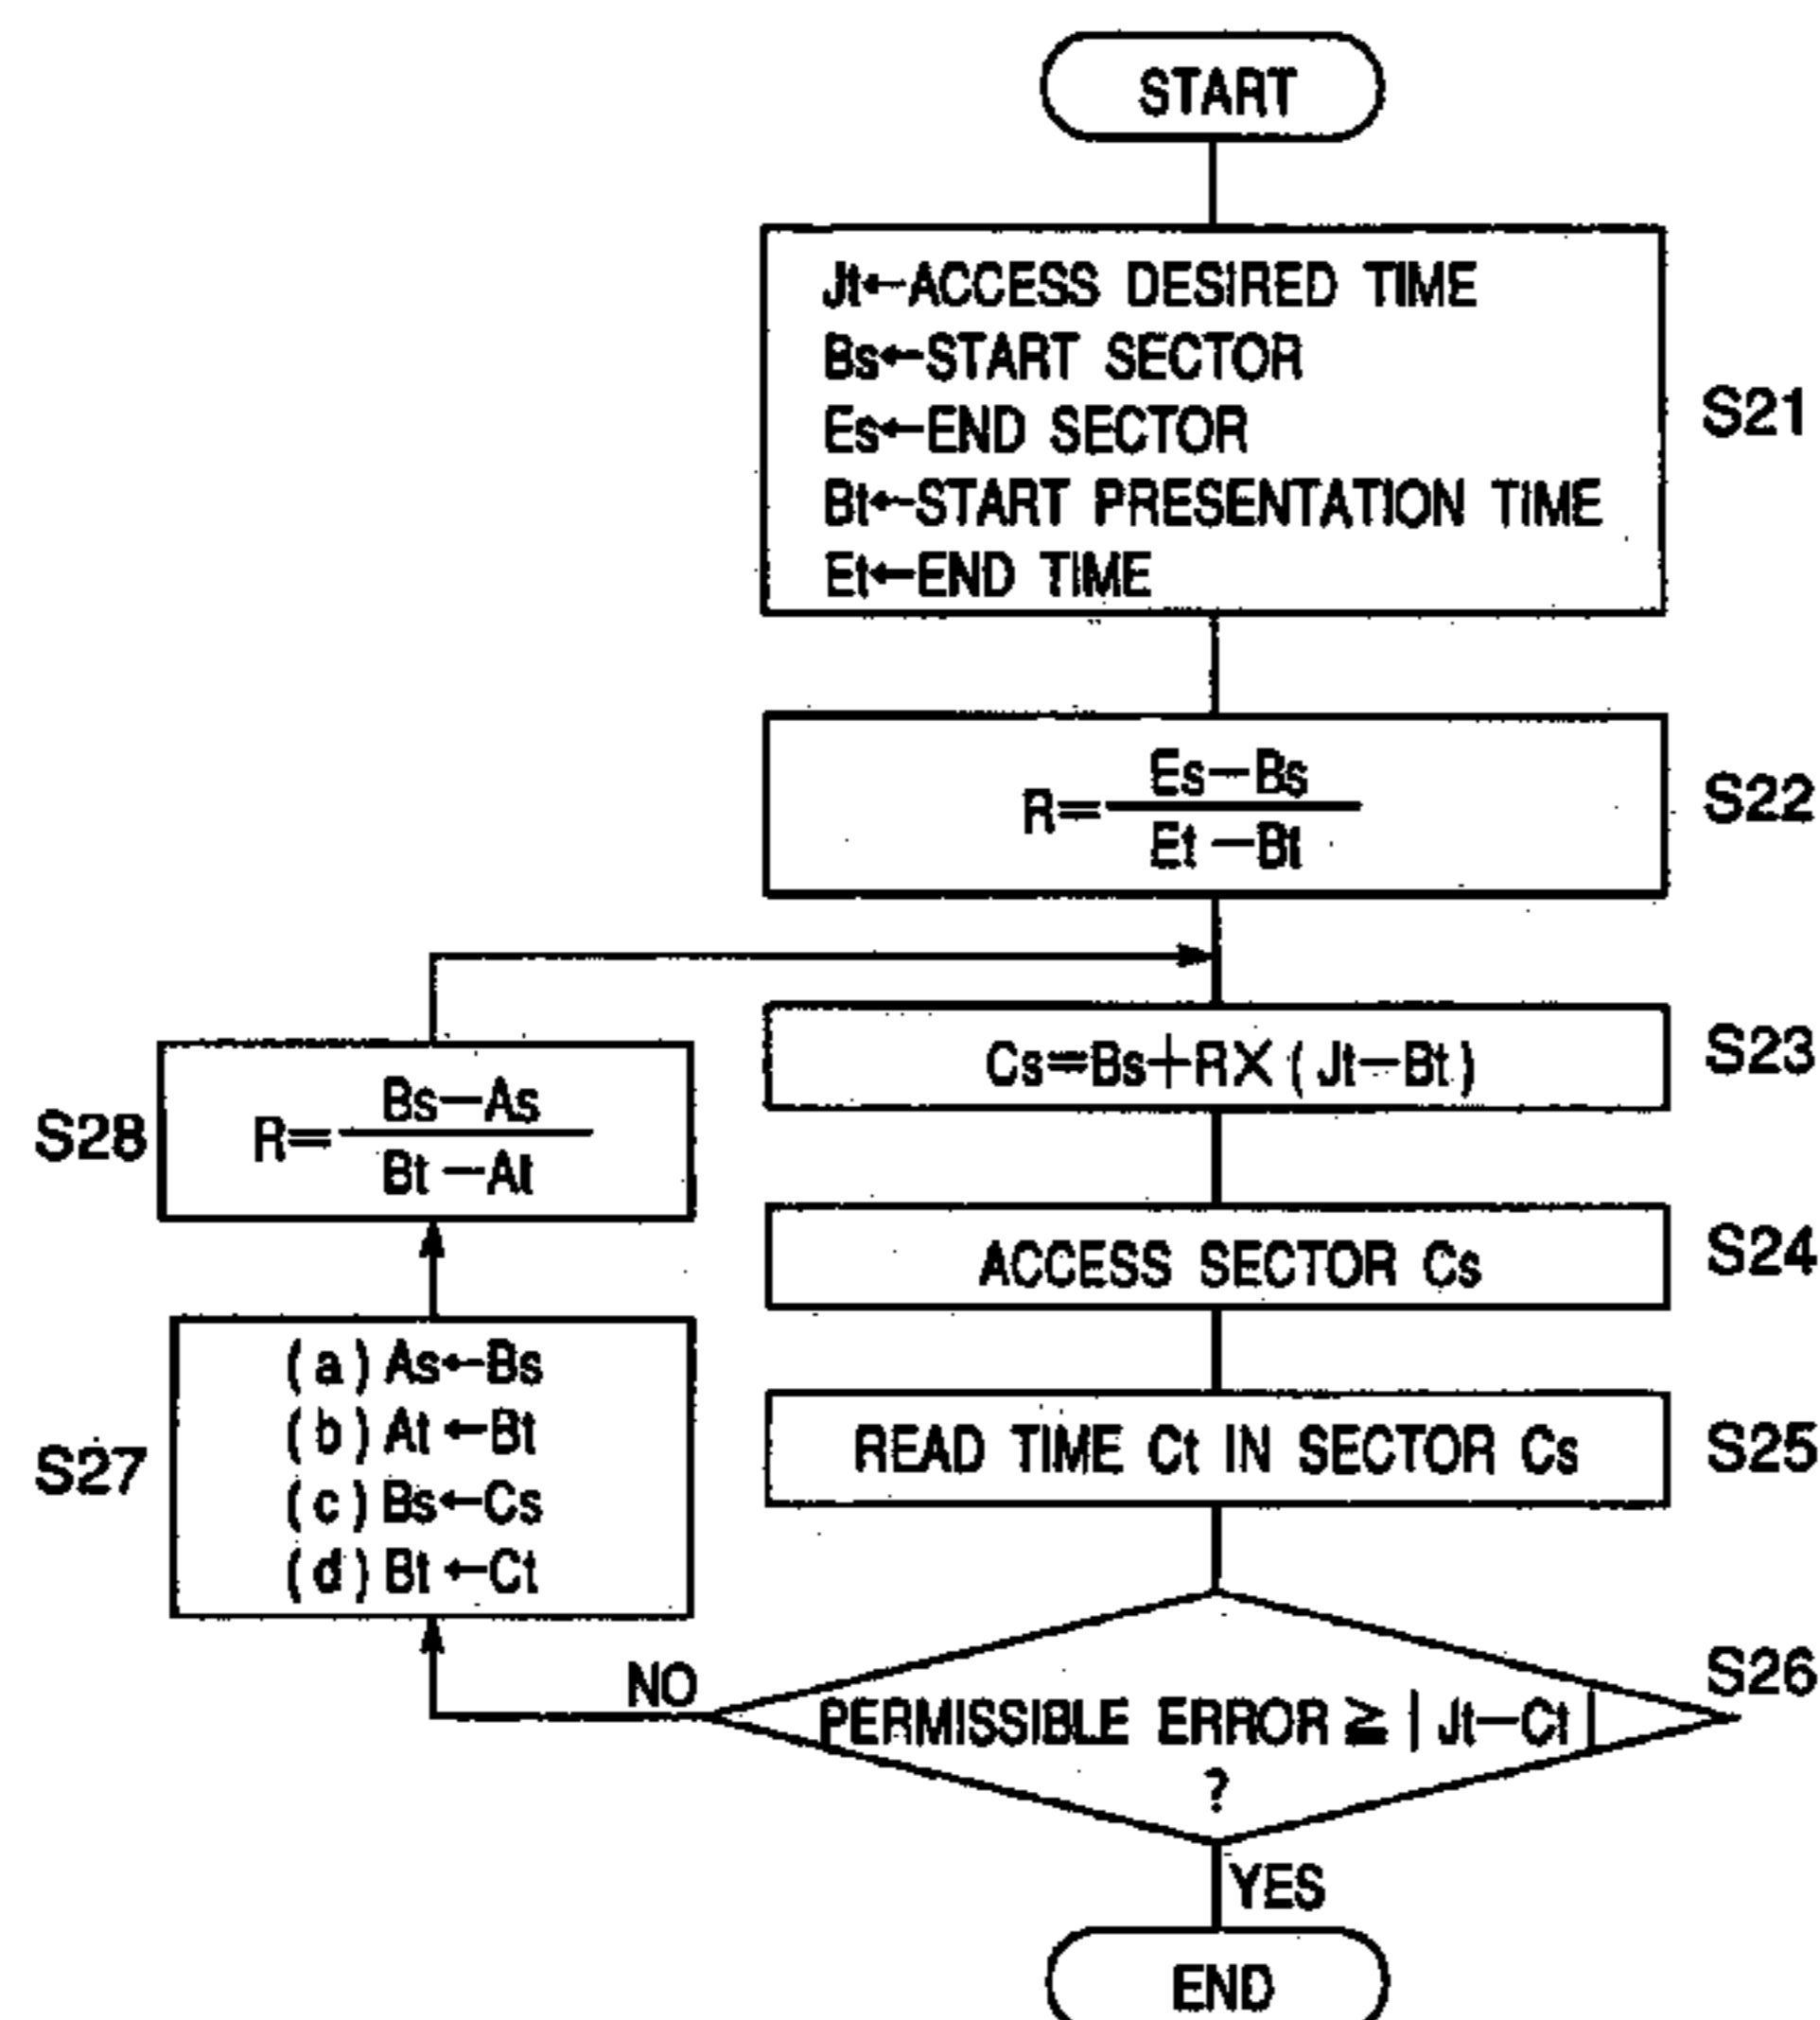 START
Jt←ACCESS DESIRED TIME
Bs←START SECTOR
Es←END SECTOR
Bt←START PRESENTATION TIME
Et←END TIME
S21
R=
Es−Bs
Et−Bt
S22
Cs=Bs+R×(Jt−Bt)
S23
S28
R=
Bs−As
Bt−At
ACCESS SECTOR Cs
S24
S27
(a) As←Bs
(b) At←Bt
(c) Bs←Cs
(d) Bt←Ct
READ TIME Ct IN SECTOR Cs
S25
S26
NO
PERMISSIBLE ERROR≧|Jt−Ct|
?
YES
END